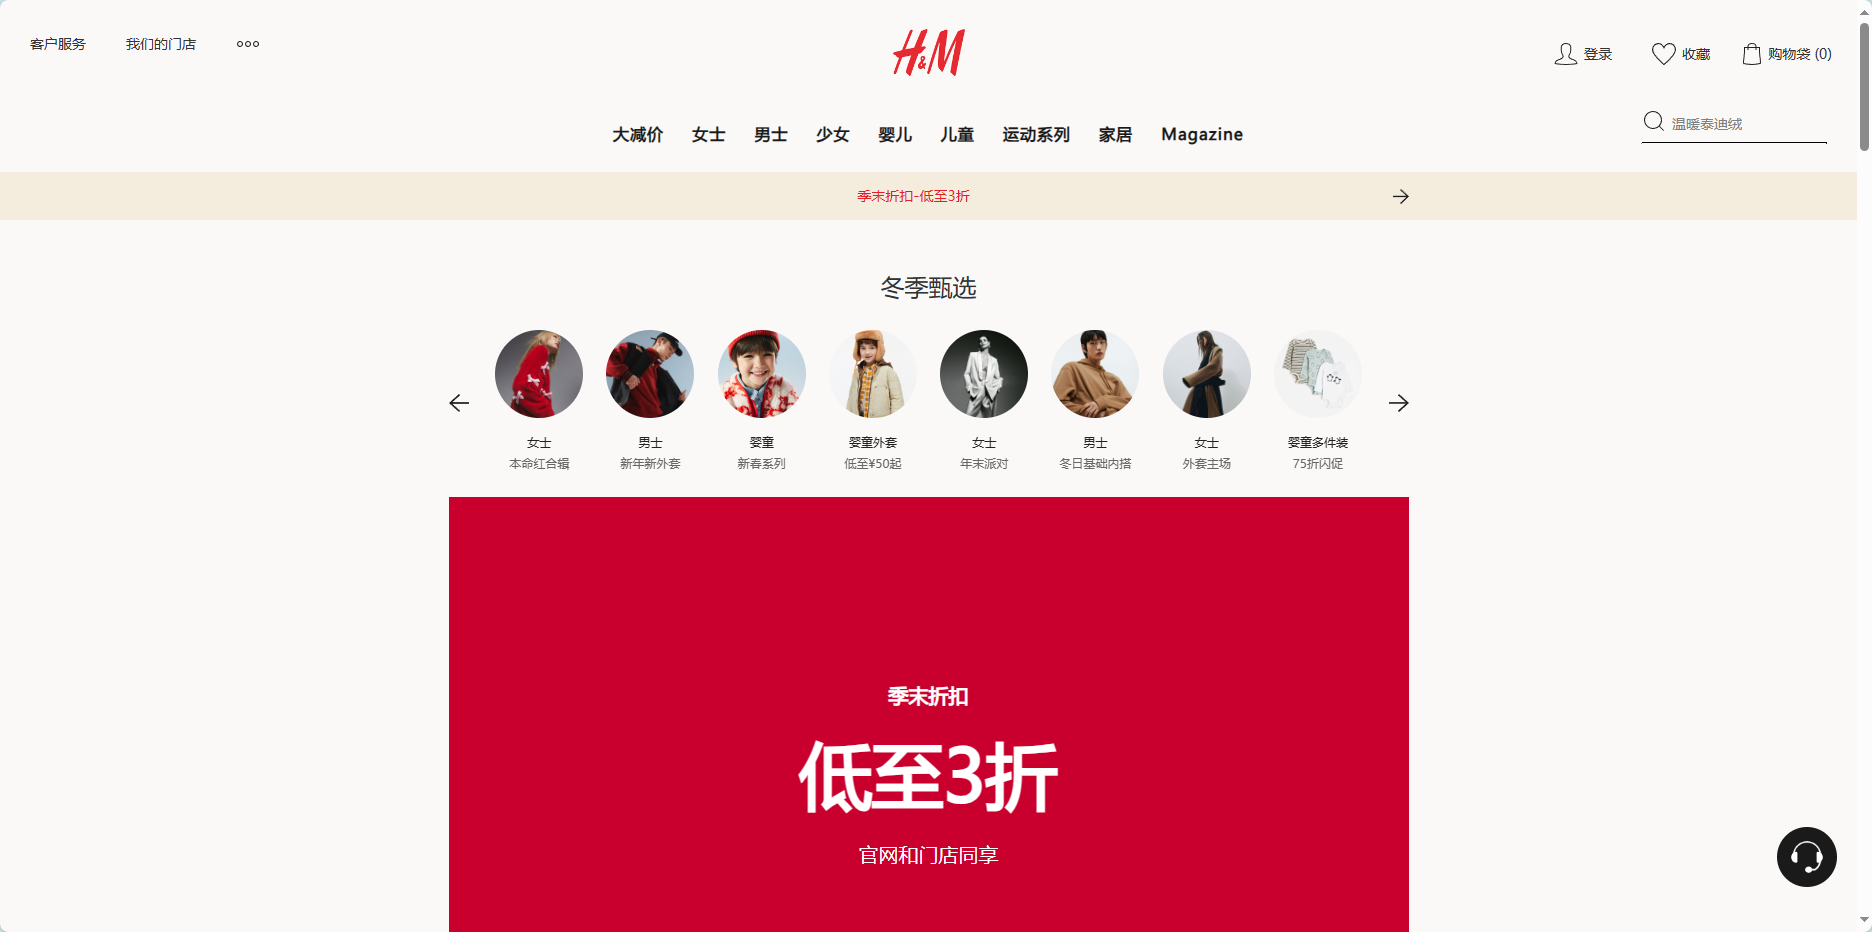 客户服务
我们的门店
H&M
登录
收藏
购物袋 (0)
大减价 女士 男士 少女 婴儿 儿童 运动系列 家居 Magazine
温暖泰迪绒
季末折扣-低至3折
冬季甄选
女士
本命红合辑
男士
新年新外套
婴童
新春系列
婴童外套
低至¥50起
女士
年末派对
男士
冬日基础内搭
女士
外套主场
婴童多件装
75折闪促
季末折扣
低至3折
官网和门店同享